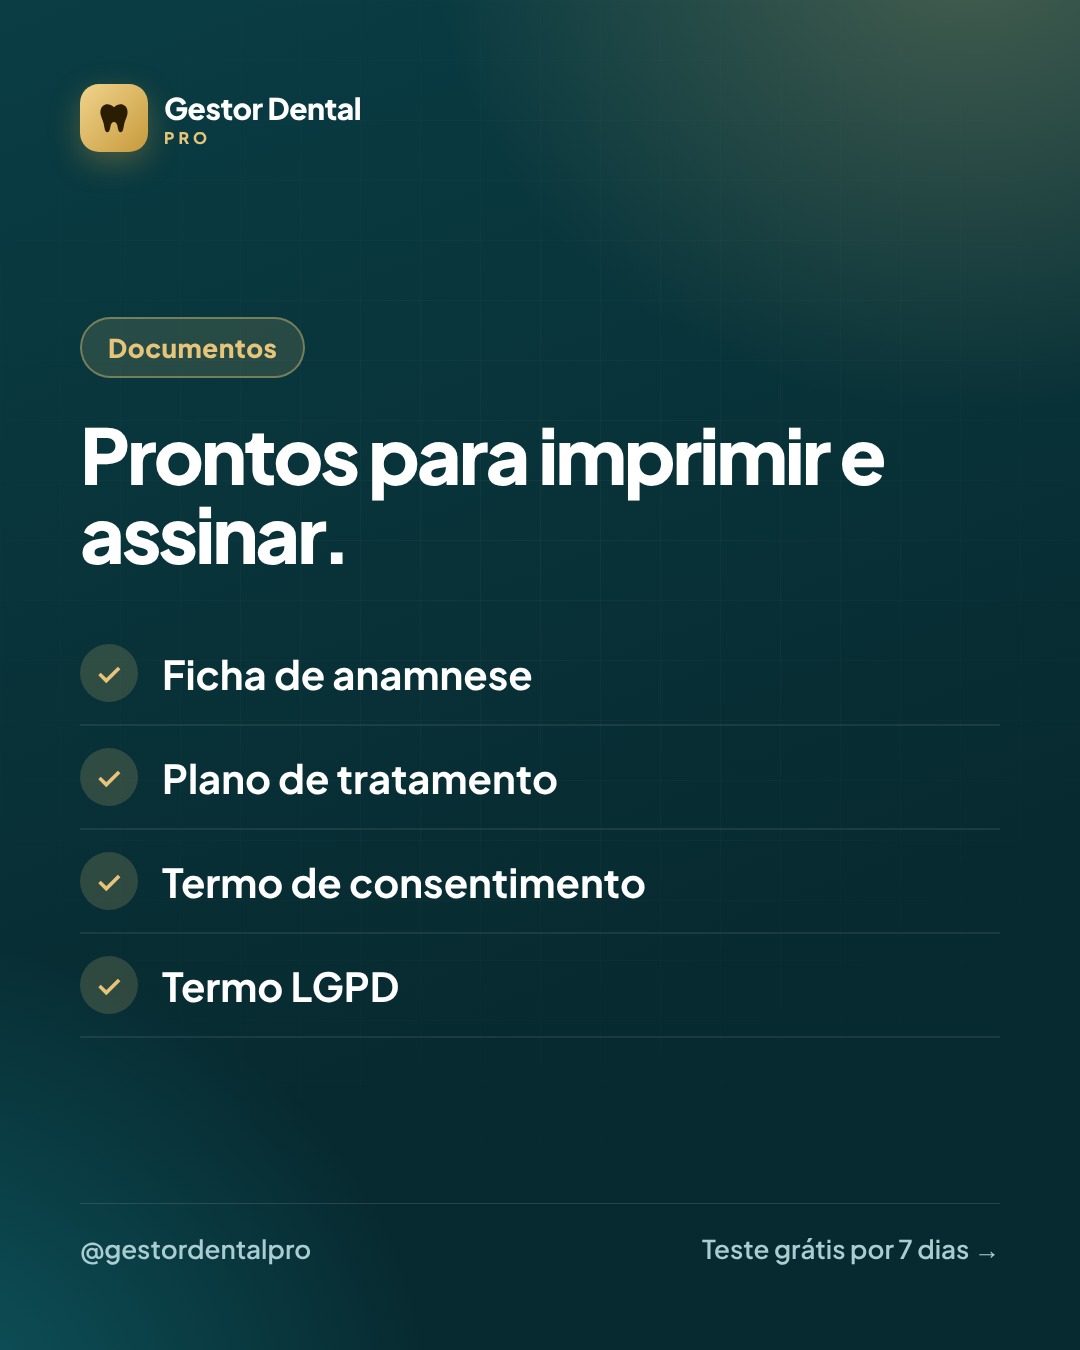 Gestor Dental
PRO
Documentos
Prontos para imprimir e
assinar.
Ficha de anamnese
Plano de tratamento
Termo de consentimento
Termo LGPD
@gestordentalpro
Teste grátis por 7 dias →